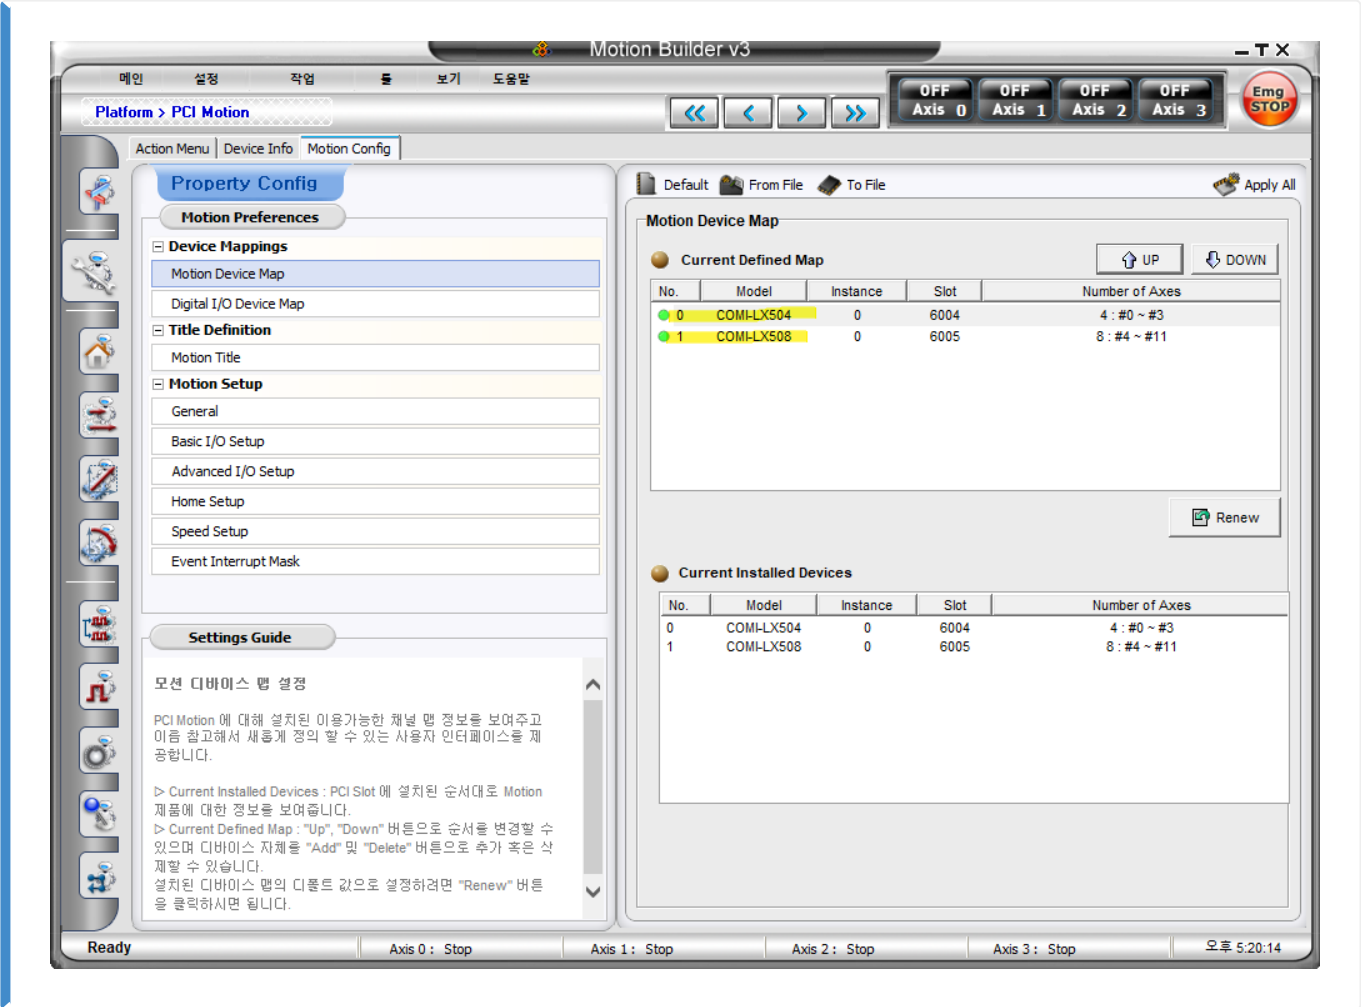 Motion Builder v3
메인 설정 작업 툴 보기 도움말
Platform > PCI Motion
OFF Axis 0
OFF Axis 1
OFF Axis 2
OFF Axis 3
Emg STOP
Action Menu Device Info Motion Config
Property Config
Motion Preferences
Device Mappings
Motion Device Map
Digital I/O Device Map
Title Definition
Motion Title
Motion Setup
General
Basic I/O Setup
Advanced I/O Setup
Home Setup
Speed Setup
Event Interrupt Mask
Settings Guide
모션 디바이스 맵 설정
PCI Motion 에 대해 설치된 이용가능한 채널 맵 정보를 보여주고
이음 참고해서 새롭게 정의 할 수 있는 사용자 인터페이스를 제
공합니다.
▷ Current Installed Devices : PCI Slot 에 설치된 순서대로 Motion
제품에 대한 정보를 보여줍니다.
▷ Current Defined Map : "Up", "Down" 버튼으로 순서를 변경할 수
있으며 디바이스 자체를 "Add" 및 "Delete" 버튼으로 추가 혹은 삭
제할 수 있습니다.
설치된 디바이스 맵의 디폴트 값으로 설정하려면 "Renew" 버튼
을 클릭하시면 됩니다.
Default From File To File Apply All
Motion Device Map
Current Defined Map UP DOWN
No. Model Instance Slot Number of Axes
0 COMI-LX504 0 6004 4 : #0 ~ #3
1 COMI-LX508 0 6005 8 : #4 ~ #11
Renew
Current Installed Devices
No. Model Instance Slot Number of Axes
0 COMI-LX504 0 6004 4 : #0 ~ #3
1 COMI-LX508 0 6005 8 : #4 ~ #11
Ready Axis 0 : Stop Axis 1 : Stop Axis 2 : Stop Axis 3 : Stop 오후 5:20:14